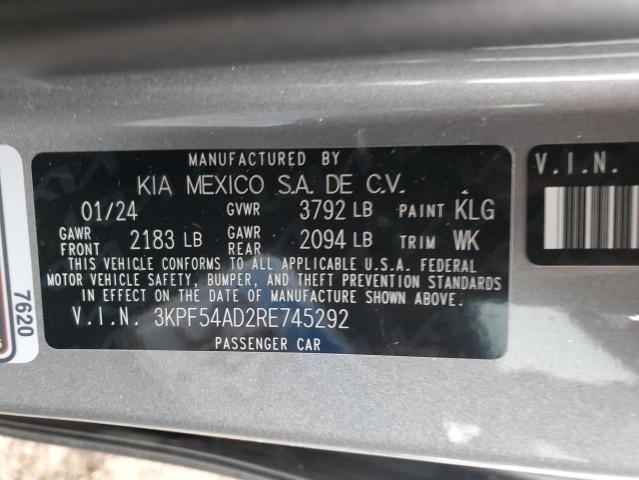 MANUFACTURED BY
KIA MEXICO S.A. DE C.V.
01/24 GVWR 3792 LB PAINT KLG
GAWR FRONT 2183 LB GAWR REAR 2094 LB TRIM WK
THIS VEHICLE CONFORMS TO ALL APPLICABLE U.S.A. FEDERAL
MOTOR VEHICLE SAFETY, BUMPER, AND THEFT PREVENTION STANDARDS
IN EFFECT ON THE DATE OF MANUFACTURE SHOWN ABOVE.
V.I.N. 3KPF54AD2RE745292
PASSENGER CAR
V.I.N.
7620